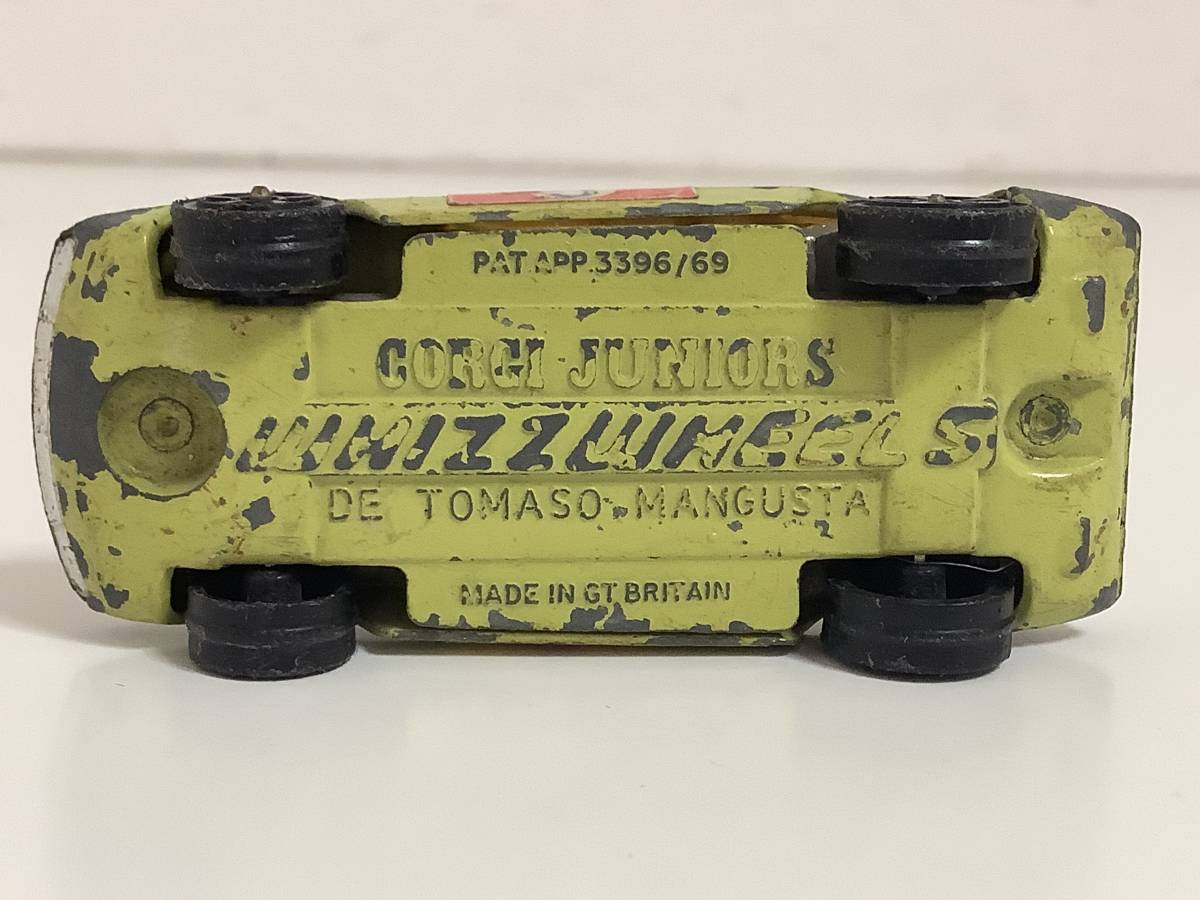 PAT. APP. 3396/69
CORGI JUNIORS
WHIZZWHEELS
DE TOMASO-MANGUSTA
MADE IN GT BRITAIN